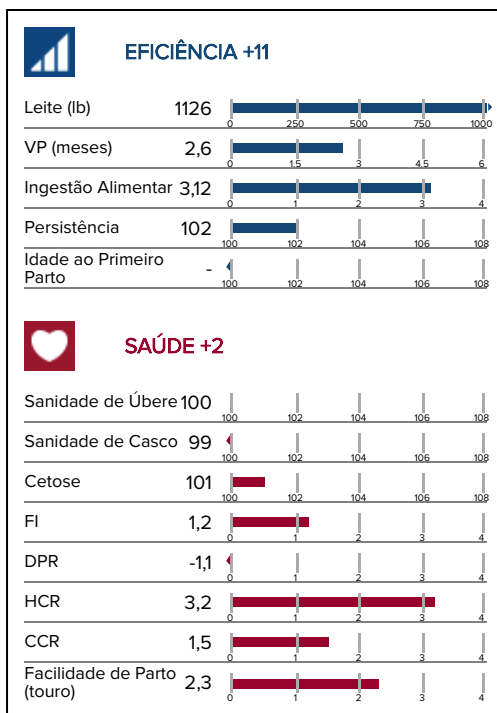 EFICIÊNCIA +11
Leite (lb) 1126
0 250 500 750 1000
VP (meses) 2,6
0 1.5 3 4.5 6
Ingestão Alimentar 3,12
0 1 2 3 4
Persistência 102
100 102 104 106 108
Idade ao Primeiro
Parto -
100 102 104 106 108
SAÚDE +2
Sanidade de Úbere 100
100 102 104 106 108
Sanidade de Casco 99
100 102 104 106 108
Cetose 101
100 102 104 106 108
FI 1,2
0 1 2 3 4
DPR -1,1
0 1 2 3 4
HCR 3,2
0 1 2 3 4
CCR 1,5
0 1 2 3 4
Facilidade de Parto
(touro) 2,3
0 1 2 3 4